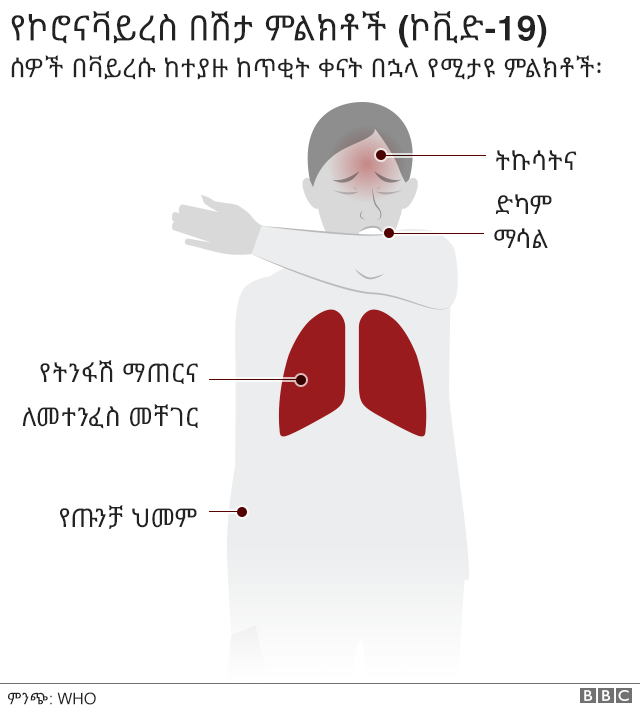 የኮሮናቫይረስ በሽታ ምልክቶች (ኮቪድ-19)
ሰዎች በቫይረሱ ከተያዙ ከጥቂት ቀናት በኋላ የሚታዩ ምልክቶች፡
ትኩሳትና
ድካም
ማሳል
የትንፋሽ ማጠርና
ለመተንፈስ መቸገር
የጡንቻ ህመም
ምንጭ: WHO
BBC